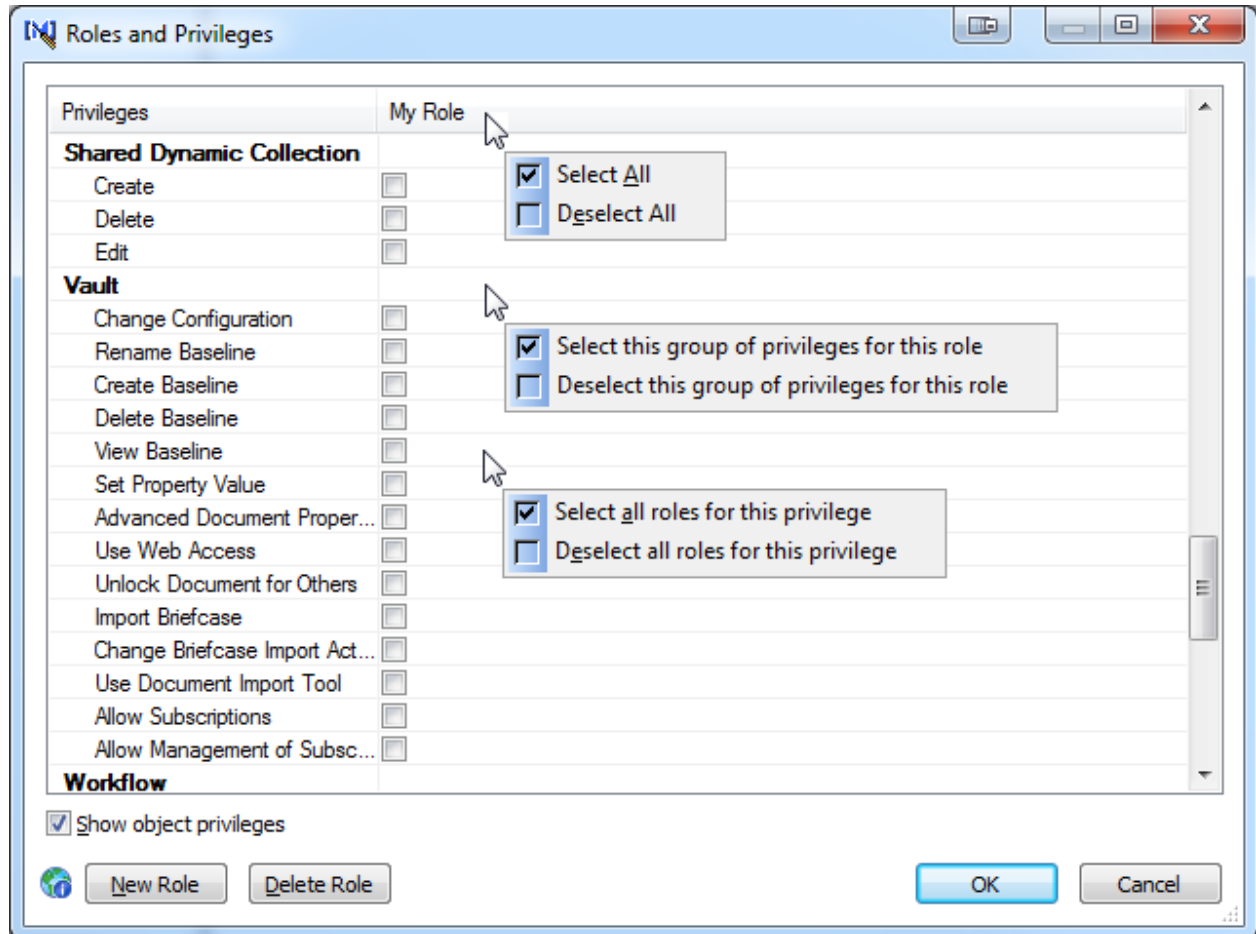 Roles and Privileges
Privileges My Role
Shared Dynamic Collection
Create
Select All
Delete
Deselect All
Edit
Vault
Change Configuration
Rename Baseline
Select this group of privileges for this role
Create Baseline
Deselect this group of privileges for this role
Delete Baseline
View Baseline
Set Property Value
Advanced Document Proper...
Select all roles for this privilege
Use Web Access
Deselect all roles for this privilege
Unlock Document for Others
Import Briefcase
Change Briefcase Import Act...
Use Document Import Tool
Allow Subscriptions
Allow Management of Subsc...
Workflow
Show object privileges
New Role Delete Role OK Cancel